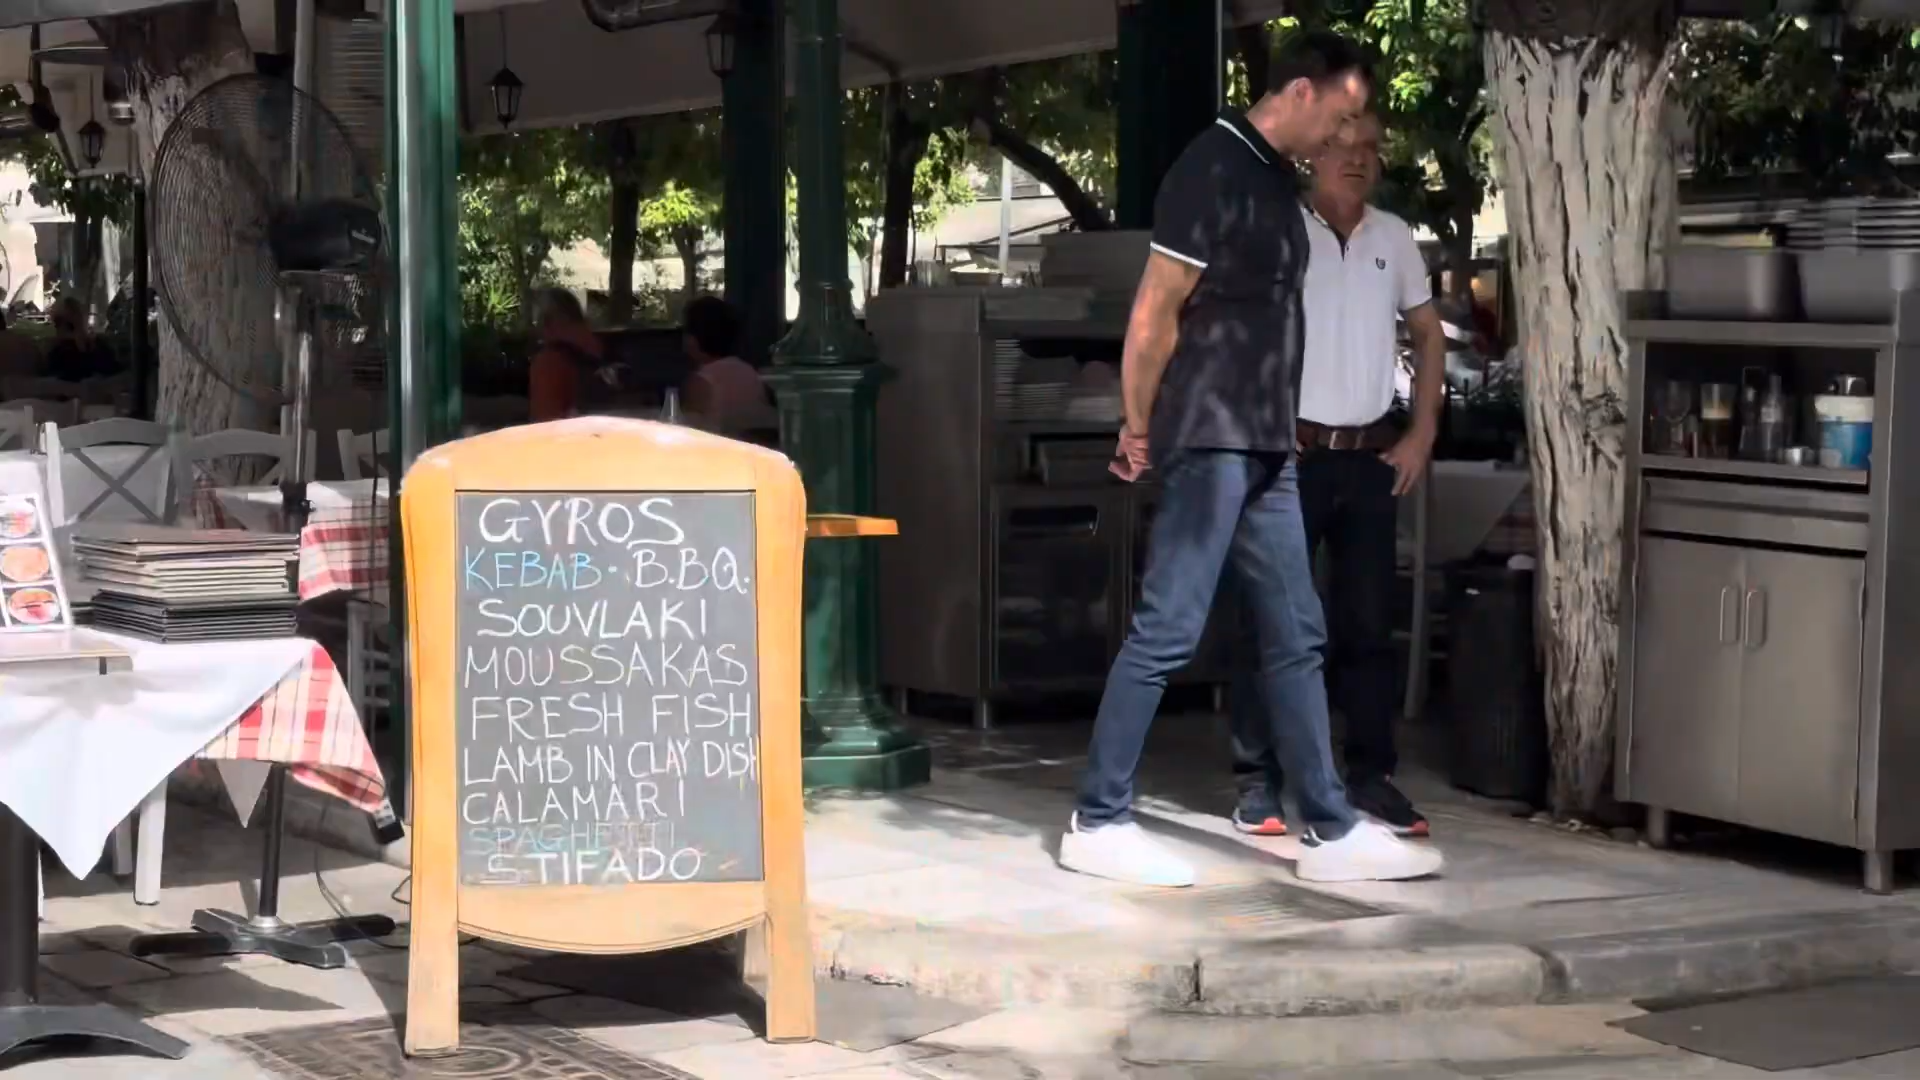 GYROS
KEBAB · B.B.Q.
SOUVLAKI
MOUSSAKAS
FRESH FISH
LAMB IN CLAY DISH
CALAMARI
SPAGHETTI
STIFADO